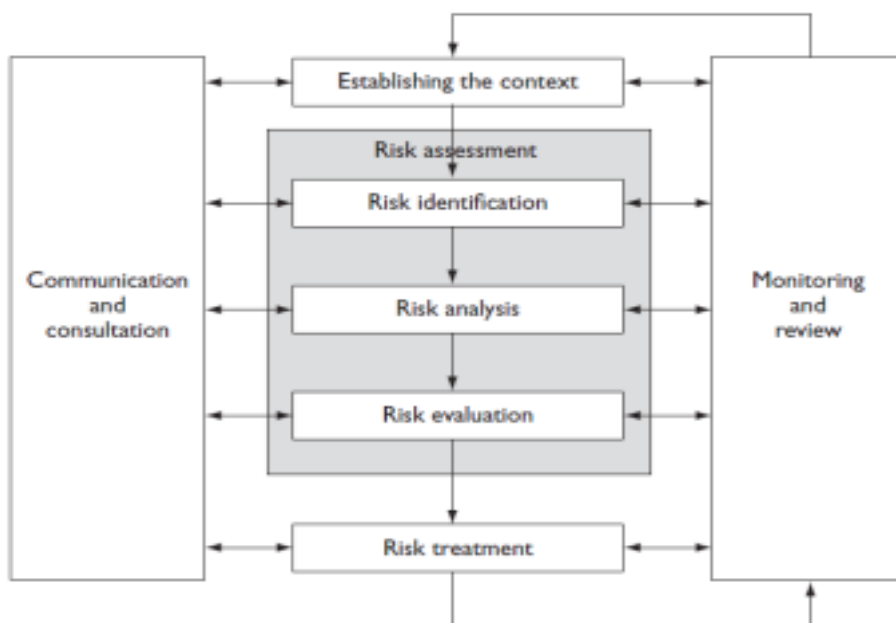 Establishing the context
Risk assessment
Risk identification
Communication
and
consultation
Risk analysis
Monitoring
and
review
Risk evaluation
Risk treatment